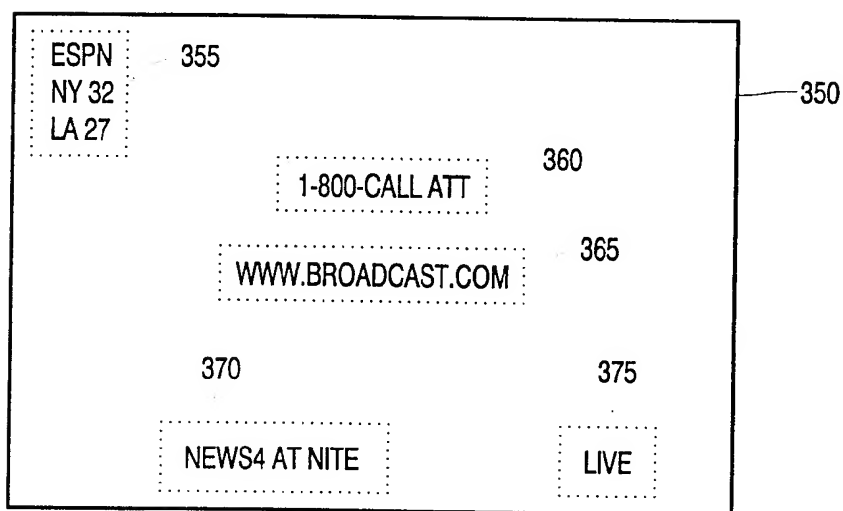 ESPN
NY 32
LA 27
355
350
1-800-CALL ATT
360
WWW.BROADCAST.COM
365
370
375
NEWS4 AT NITE
LIVE